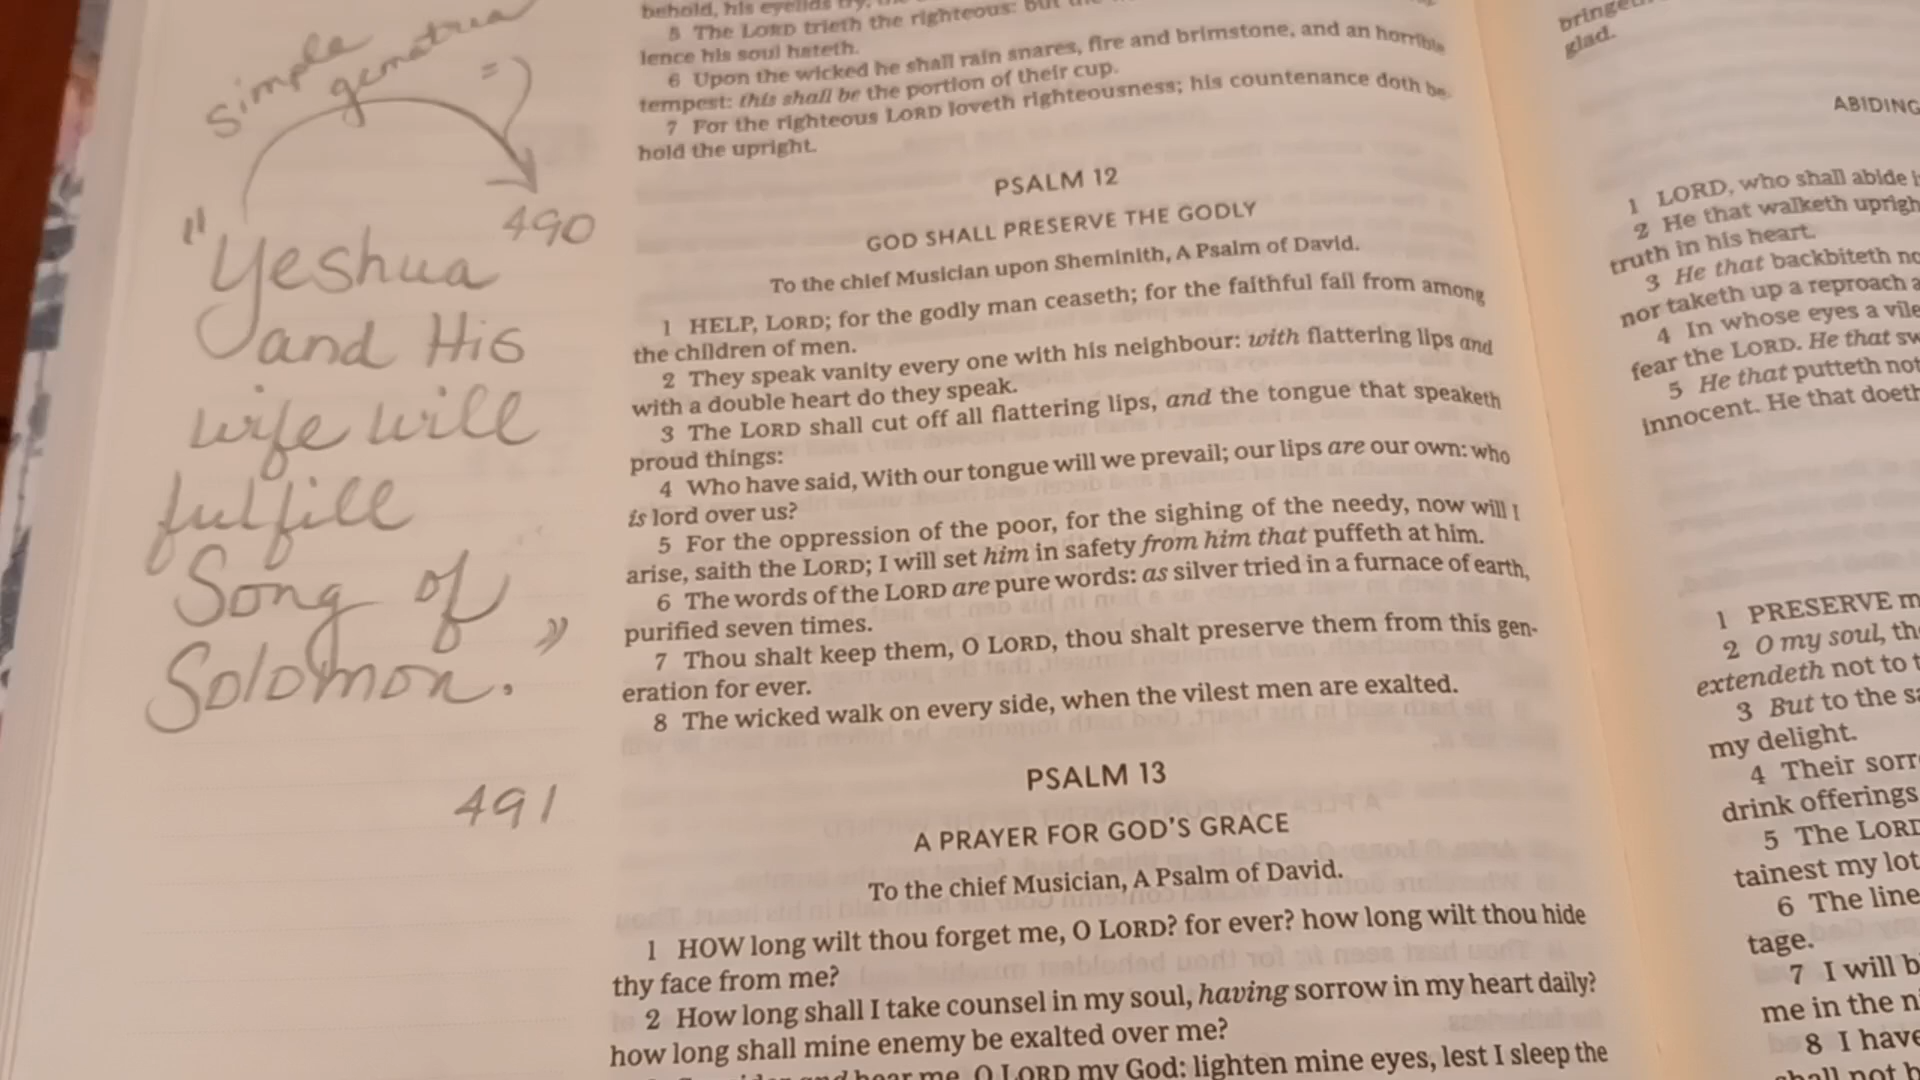 simple
gematria
=
490
"Yeshua
and His
wife will
fulfill
Song of
Solomon."
491
behold, his eyelids try,
5 The LORD trieth the righteous: but
lence his soul hateth.
6 Upon the wicked he shall rain snares, fire and brimstone, and an horrible
tempest: this shall be the portion of their cup.
7 For the righteous LORD loveth righteousness; his countenance doth be-
hold the upright.
PSALM 12
GOD SHALL PRESERVE THE GODLY
To the chief Musician upon Sheminith, A Psalm of David.
1 HELP, LORD; for the godly man ceaseth; for the faithful fail from among
the children of men.
2 They speak vanity every one with his neighbour: with flattering lips and
with a double heart do they speak.
3 The LORD shall cut off all flattering lips, and the tongue that speaketh
proud things:
4 Who have said, With our tongue will we prevail; our lips are our own: who
is lord over us?
5 For the oppression of the poor, for the sighing of the needy, now will I
arise, saith the LORD; I will set him in safety from him that puffeth at him.
6 The words of the LORD are pure words: as silver tried in a furnace of earth,
purified seven times.
7 Thou shalt keep them, O LORD, thou shalt preserve them from this gen-
eration for ever.
8 The wicked walk on every side, when the vilest men are exalted.
PSALM 13
A PRAYER FOR GOD'S GRACE
To the chief Musician, A Psalm of David.
1 HOW long wilt thou forget me, O LORD? for ever? how long wilt thou hide
thy face from me?
2 How long shall I take counsel in my soul, having sorrow in my heart daily?
how long shall mine enemy be exalted over me?
hear me, O LORD my God: lighten mine eyes, lest I sleep the
glad.
ABIDING
1 LORD, who shall abide
2 He that walketh
truth in his heart.
3 He that backbiteth
nor taketh up a reproach
4 In whose eyes a
fear the LORD. He that
5 He that putteth not
innocent. He that
1 PRESERVE
2 O my soul,
extendeth not to
3 But to the
my delight.
4 Their
drink offerings
5 The LORD
tainest my lot
6 The
tage.
7 I will
me in the
8 I have
shall not